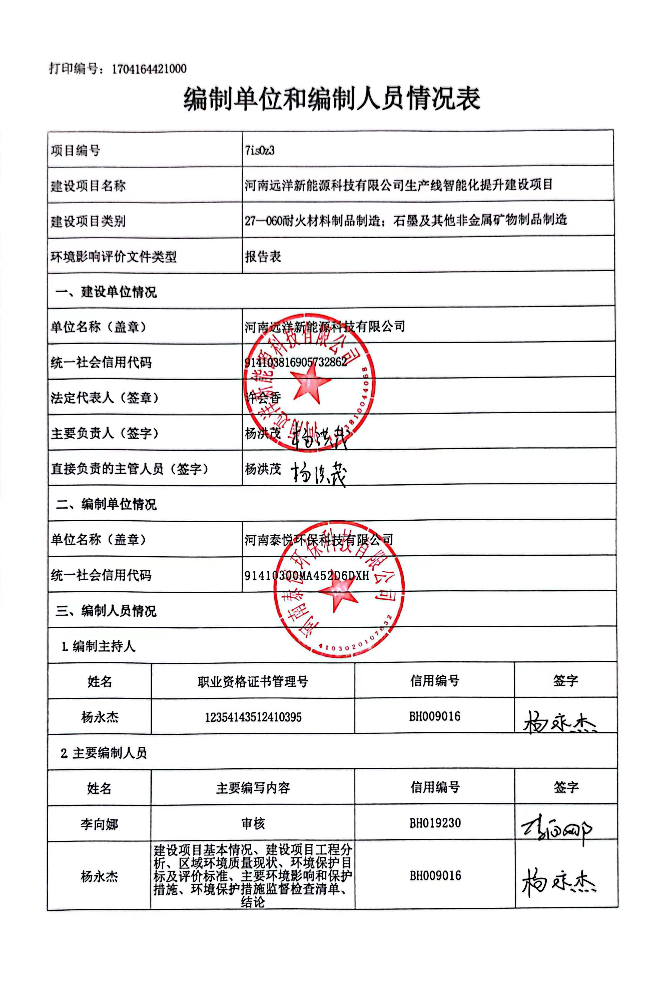 打印编号：1704164421000
编制单位和编制人员情况表
项目编号 7is0z3
建设项目名称 河南远洋新能源科技有限公司生产线智能化提升建设项目
建设项目类别 27—060耐火材料制品制造；石墨及其他非金属矿物制品制造
环境影响评价文件类型 报告表
一、建设单位情况
单位名称（盖章） 河南远洋新能源科技有限公司
统一社会信用代码 914103816905732862
法定代表人（签章） 许会香
主要负责人（签字） 杨洪茂 杨洪茂
直接负责的主管人员（签字） 杨洪茂 杨洪茂
河南远洋新能源科技有限公司
二、编制单位情况
单位名称（盖章） 河南泰悦环保科技有限公司
统一社会信用代码 91410300MA452D6DXH
河南泰悦环保科技有限公司
4103020107632
三、编制人员情况
1. 编制主持人
姓名 职业资格证书管理号 信用编号 签字
杨永杰 12354143512410395 BH009016 杨永杰
2. 主要编制人员
姓名 主要编写内容 信用编号 签字
李向娜 审核 BH019230 李向娜
杨永杰 建设项目基本情况、建设项目工程分
析、区域环境质量现状、环境保护目
标及评价标准、主要环境影响和保护
措施、环境保护措施监督检查清单、
结论 BH009016 杨永杰